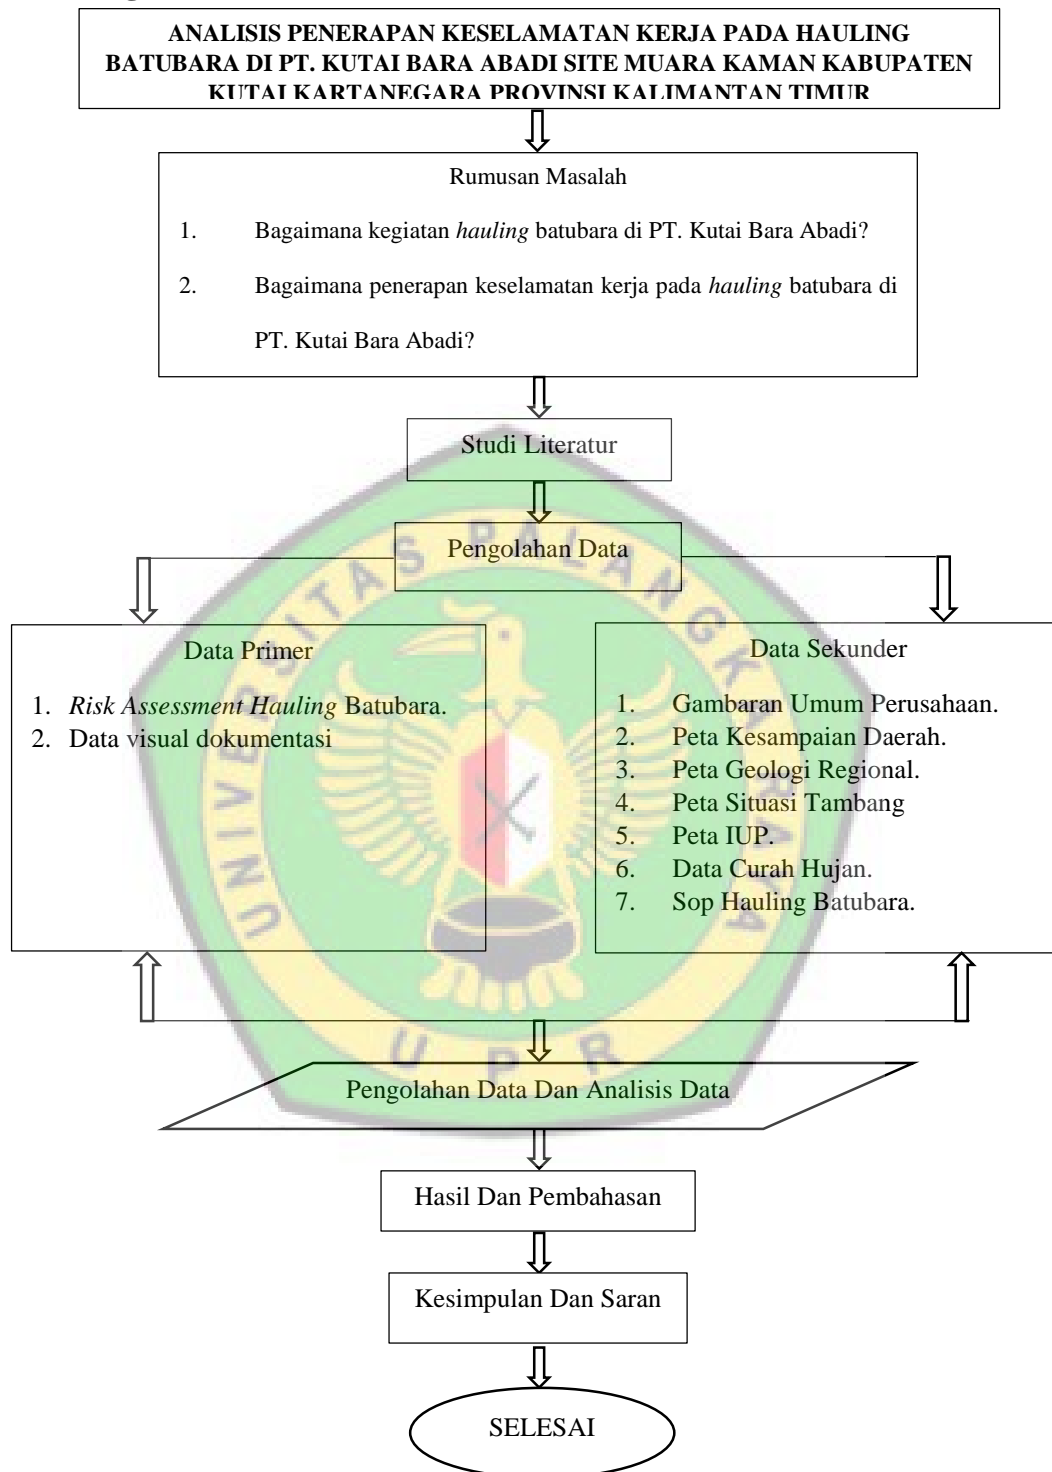 ANALISIS PENERAPAN KESELAMATAN KERJA PADA HAULING
BATUBARA DI PT. KUTAI BARA ABADI SITE MUARA KAMAN KABUPATEN
KUTAI KARTANEGARA PROVINSI KALIMANTAN TIMUR
Rumusan Masalah
1. Bagaimana kegiatan hauling batubara di PT. Kutai Bara Abadi?
2. Bagaimana penerapan keselamatan kerja pada hauling batubara di
PT. Kutai Bara Abadi?
Studi Literatur
Pengolahan Data
Data Primer
1. Risk Assessment Hauling Batubara.
2. Data visual dokumentasi
Data Sekunder
1. Gambaran Umum Perusahaan.
2. Peta Kesampaian Daerah.
3. Peta Geologi Regional.
4. Peta Situasi Tambang
5. Peta IUP.
6. Data Curah Hujan.
7. Sop Hauling Batubara.
Pengolahan Data Dan Analisis Data
Hasil Dan Pembahasan
Kesimpulan Dan Saran
SELESAI
UNIVERSITAS PALANGKA RAYA
UPR